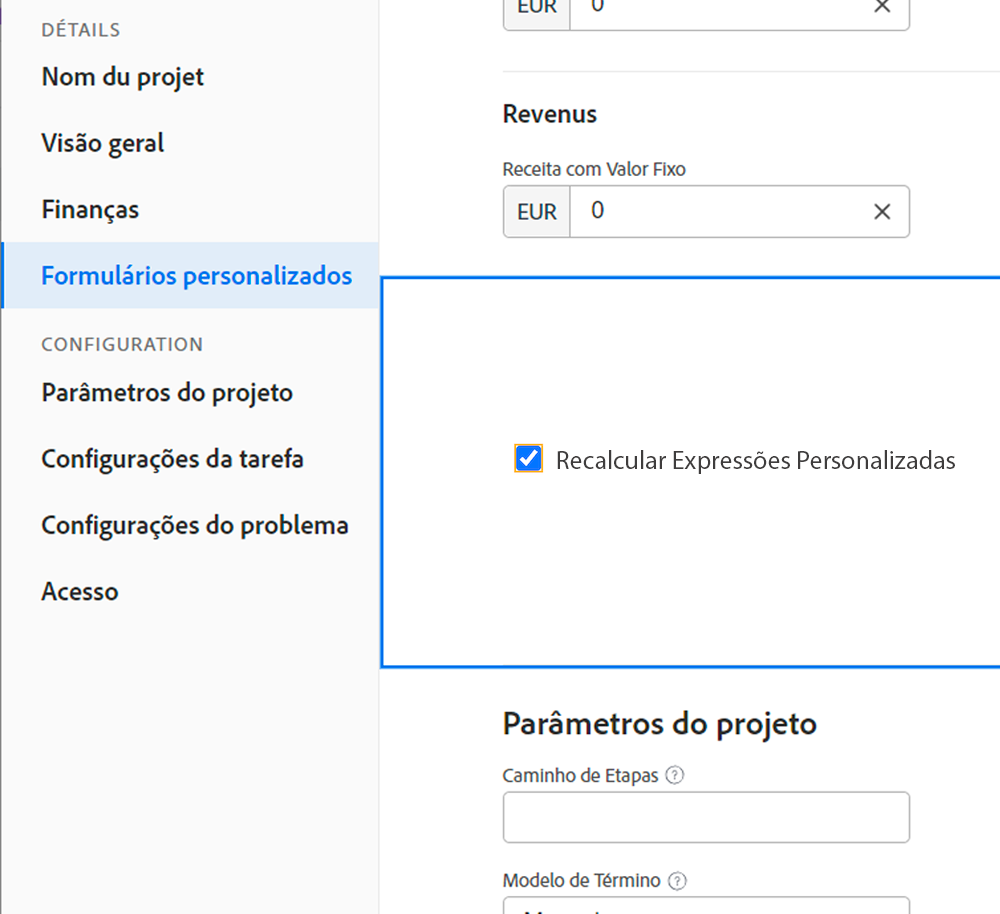 DÉTAILS
Nom du projet
Visão geral
Finanças
Formulários personalizados
CONFIGURATION
Parâmetros do projeto
Configurações da tarefa
Configurações do problema
Acesso
EUR 0
Revenus
Receita com Valor Fixo
EUR 0
Recalcular Expressões Personalizadas
Parâmetros do projeto
Caminho de Etapas
Modelo de Término